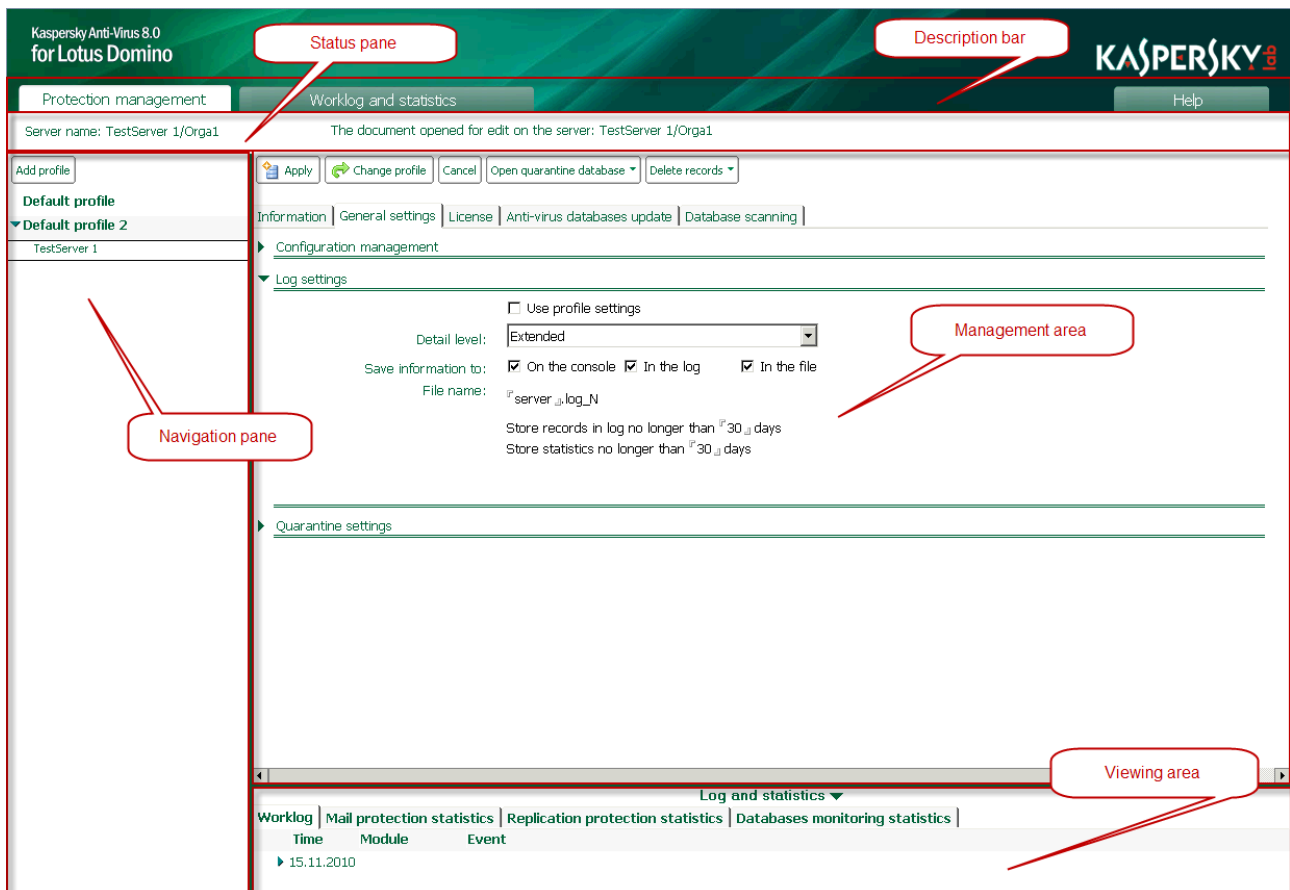 Kaspersky Anti-Virus 8.0
for Lotus Domino
Status pane
Description bar
KASPERSKY lab
Protection management
Worklog and statistics
Help
Server name: TestServer 1/Orga1
The document opened for edit on the server: TestServer 1/Orga1
Add profile
Apply
Change profile
Cancel
Open quarantine database
Delete records
Default profile
Default profile 2
TestServer 1
Information
General settings
License
Anti-virus databases update
Database scanning
Configuration management
Log settings
Use profile settings
Detail level:
Extended
Management area
Save information to:
On the console
In the log
In the file
File name:
server .log_N
Navigation pane
Store records in log no longer than 30 days
Store statistics no longer than 30 days
Quarantine settings
Viewing area
Log and statistics
Worklog
Mail protection statistics
Replication protection statistics
Databases monitoring statistics
Time
Module
Event
15.11.2010